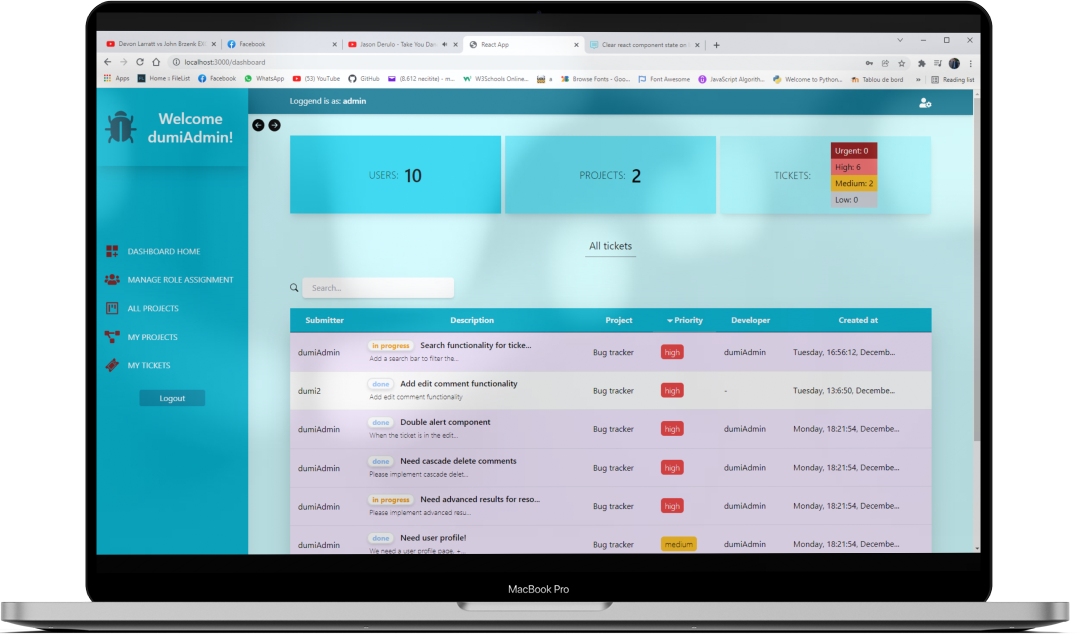 Devon Larratt vs John Brzenk
Facebook
Jason Derulo - Take You
React App
Clear react component state on
localhost:3000/dashboard
Apps
Home :: FileList
Facebook
WhatsApp
(53) YouTube
GitHub
(8.612 necitite) - m...
W3Schools Online...
a
Browse Fonts - Goo...
Font Awesome
JavaScript Algorith...
Welcome to Python...
Tablou de bord
»
Reading list
Welcome
dumiAdmin!
Loggend is as: admin
USERS: 10
PROJECTS: 2
TICKETS:
Urgent: 0
High: 6
Medium: 2
Low: 0
DASHBOARD HOME
MANAGE ROLE ASSIGNMENT
ALL PROJECTS
MY PROJECTS
MY TICKETS
Logout
All tickets
Search...
Submitter Description Project Priority Developer Created at
dumiAdmin in progress Search functionality for ticke... Bug tracker high dumiAdmin Tuesday, 16:56:12, Decemb...
Add a search bar to filter the...
dumi2 done Add edit comment functionality Bug tracker high - Tuesday, 13:6:50, Decembe...
Add edit comment functionality
dumiAdmin done Double alert component Bug tracker high dumiAdmin Monday, 18:21:54, Decembe...
When the ticket is in the edit...
dumiAdmin done Need cascade delete comments Bug tracker high dumiAdmin Monday, 18:21:54, Decembe...
Please implement cascade delet...
dumiAdmin in progress Need advanced results for reso... Bug tracker high dumiAdmin Monday, 18:21:54, Decembe...
Please implement advanced resu...
dumiAdmin done Need user profile! Bug tracker medium dumiAdmin Monday, 18:21:54, Decembe...
We need a user profile page, +...
MacBook Pro